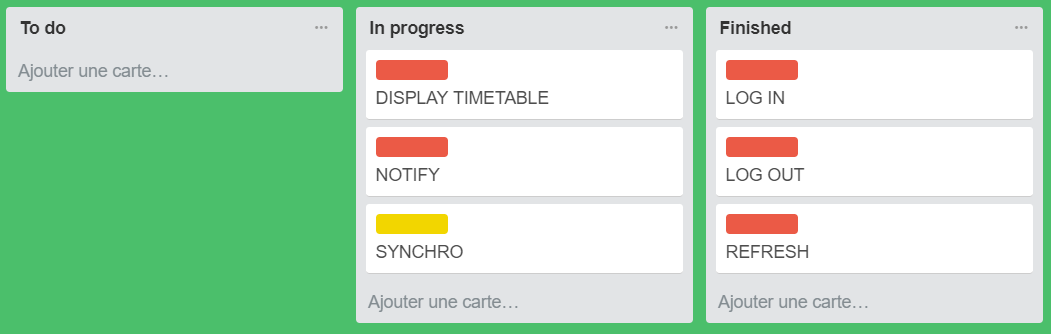 To do
Ajouter une carte…
In progress
DISPLAY TIMETABLE
NOTIFY
SYNCHRO
Ajouter une carte…
Finished
LOG IN
LOG OUT
REFRESH
Ajouter une carte…